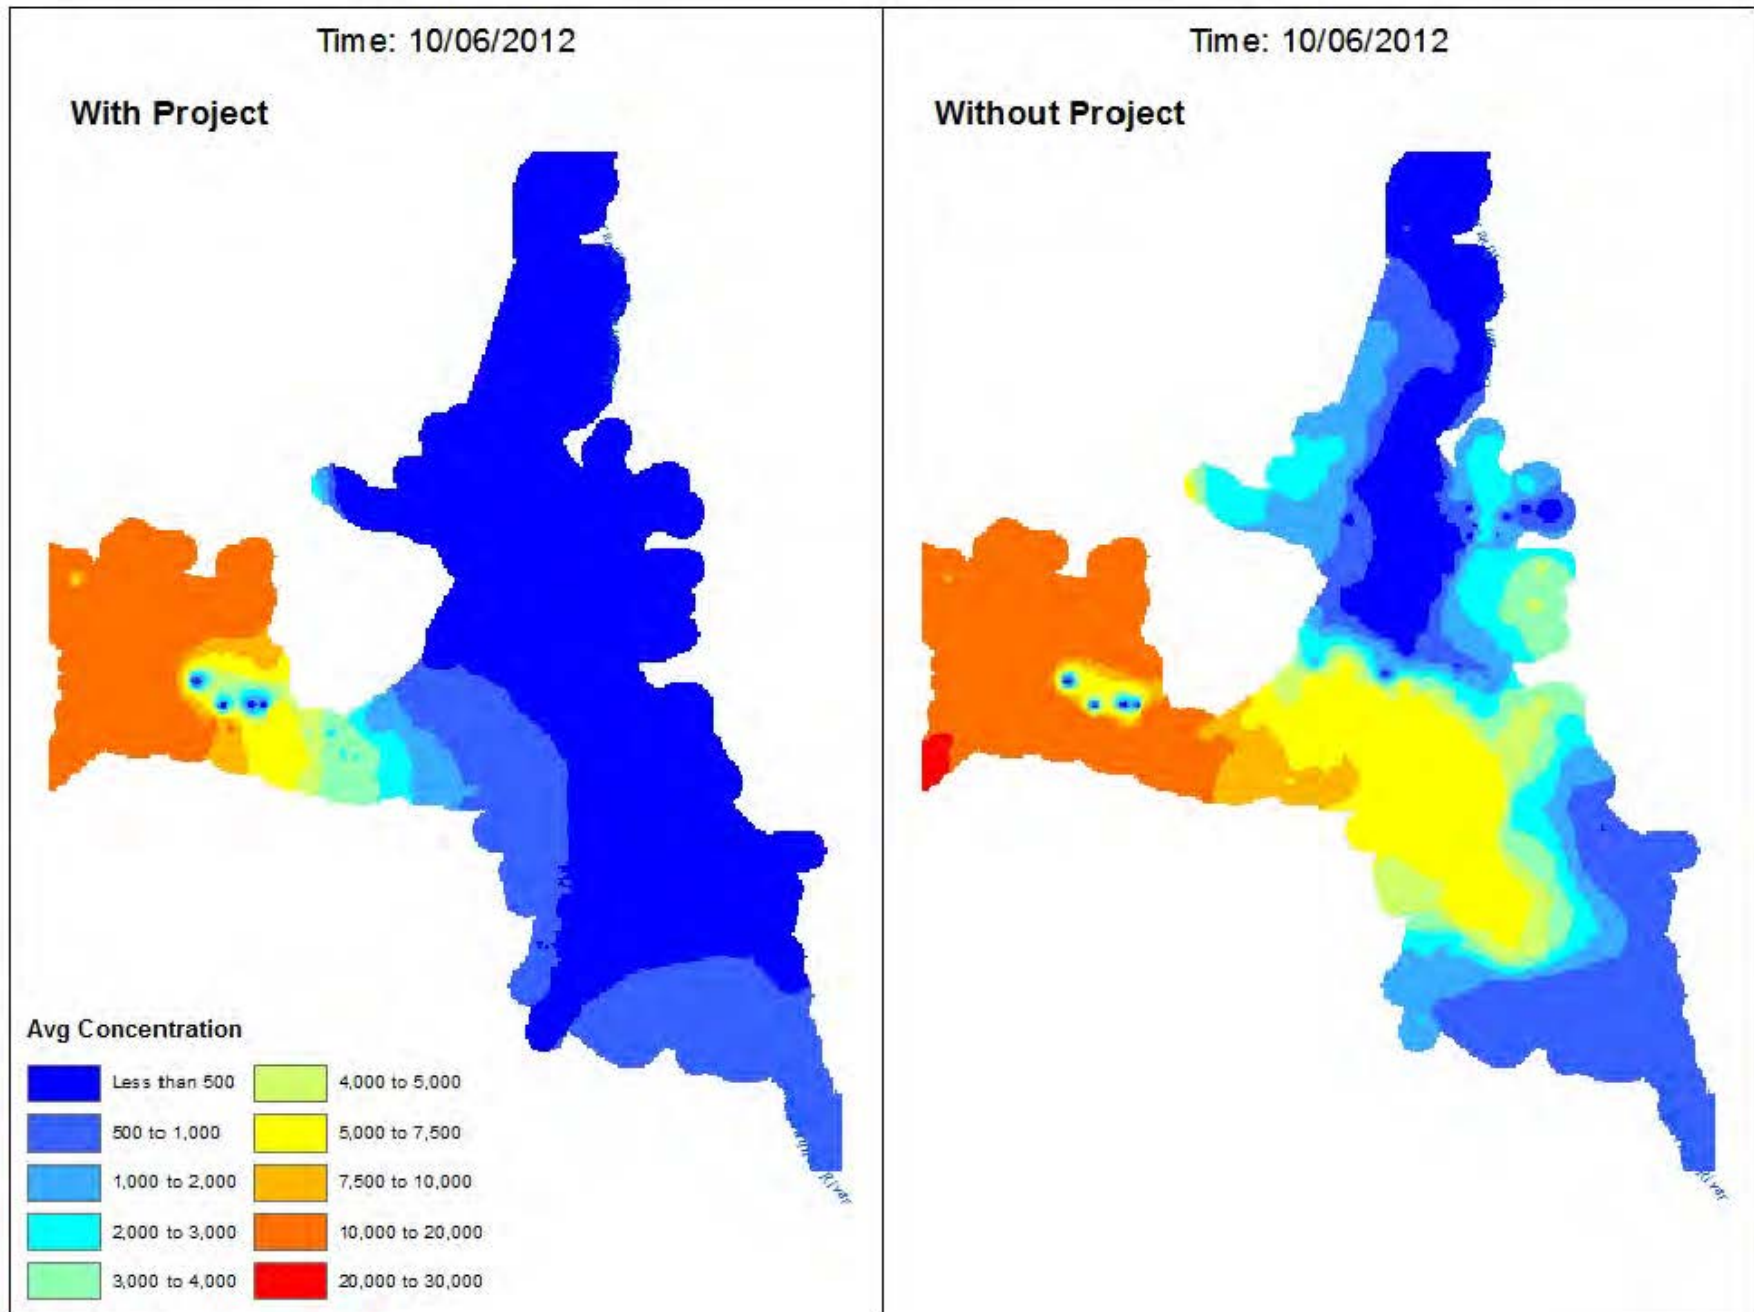 Time: 10/06/2012
With Project
Avg Concentration
Less than 500
500 to 1,000
1,000 to 2,000
2,000 to 3,000
3,000 to 4,000
4,000 to 5,000
5,000 to 7,500
7,500 to 10,000
10,000 to 20,000
20,000 to 30,000
River
Time: 10/06/2012
Without Project
River